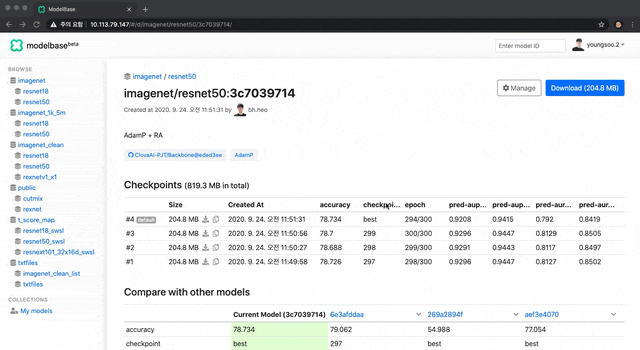 ModelBase
주의 요함 10.113.79.147/#/d/imagenet/resnet50/3c7039714/
modelbase beta
Enter model ID
youngsoo.2
BROWSE
imagenet
resnet18
resnet50
imagenet_1k_5m
resnet18
resnet50
imagenet_clean
resnet18
resnet50
rexnetv1_x1
public
cutmix
rexnet
t_score_map
resnet18_swsl
resnet50_swsl
resnext101_32x16d_swsl
txtfiles
imagenet_clean_list
txtfiles
COLLECTIONS
My models
imagenet / resnet50
imagenet/resnet50:3c7039714
Manage
Download (204.8 MB)
Created at 2020. 9. 24. 오전 11:51:31 by bh.heo
AdamP + RA
ClovaAI-PJT/Backbone@eded3ee
AdamP
Checkpoints (819.3 MB in total)
Size Created At accuracy checkpoi... epoch pred-aup... pred-aup... pred-aur... pred-aur...
#4 default 204.8 MB 2020. 9. 24. 오전 11:51:31 78.734 best 294/300 0.9208 0.9415 0.792 0.8419
#3 204.8 MB 2020. 9. 24. 오전 11:50:56 78.7 299 300/300 0.9296 0.9447 0.8129 0.8505
#2 204.8 MB 2020. 9. 24. 오전 11:50:27 78.688 298 299/300 0.9291 0.9443 0.8117 0.8497
#1 204.8 MB 2020. 9. 24. 오전 11:49:58 78.726 297 298/300 0.9296 0.9447 0.8127 0.8502
Compare with other models
Current Model (3c7039714) 6e3afddaa 269a2894f aef3e4070
accuracy 78.734 79.062 54.988 77.054
checkpoint best 297 best best